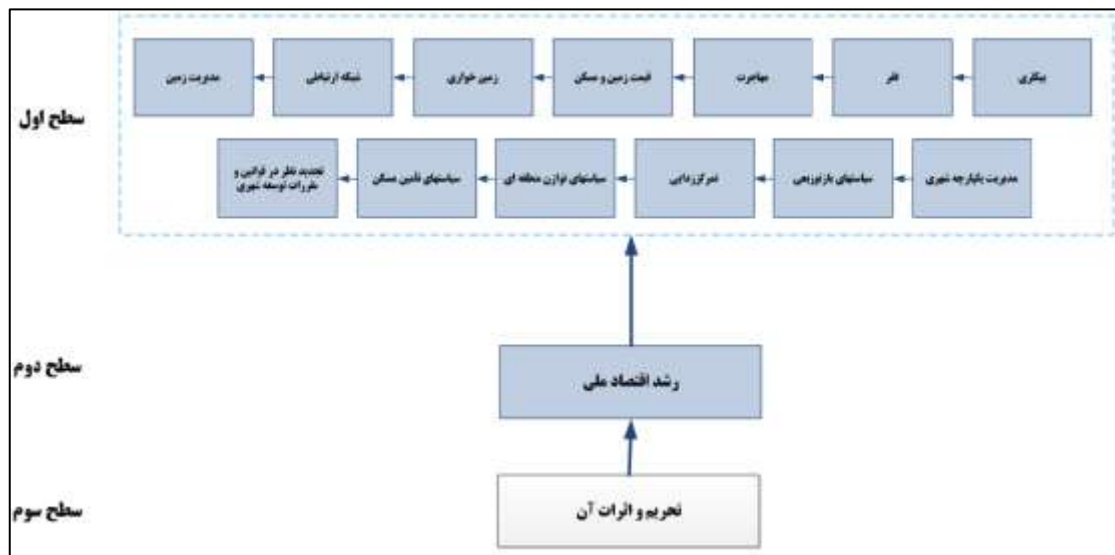 بیکاری
فقر
مهاجرت
قیمت زمین و مسکن
زمین خواری
شبکه ارتباطی
مدیریت زمین
سطح اول
مدیریت یکپارچه شهری
سیاستهای بازتوزیعی
تمرکززدایی
سیاستهای توازن منطقه ای
سیاستهای تأمین مسکن
تجدید نظر در قوانین و
مقررات توسعه شهری
رشد اقتصاد ملی
سطح دوم
تحریم و اثرات آن
سطح سوم